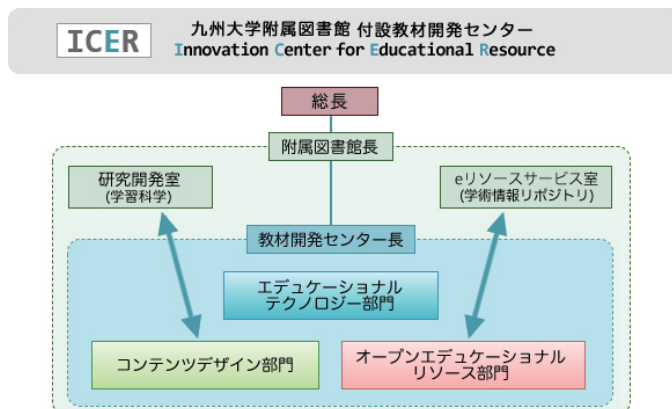 ICER
九州大学附属図書館 付設教材開発センター
Innovation Center for Educational Resource
総長
附属図書館長
研究開発室
(学習科学)
eリソースサービス室
(学術情報リポジトリ)
教材開発センター長
エデュケーショナル
テクノロジー部門
コンテンツデザイン部門
オープンエデュケーショナル
リソース部門